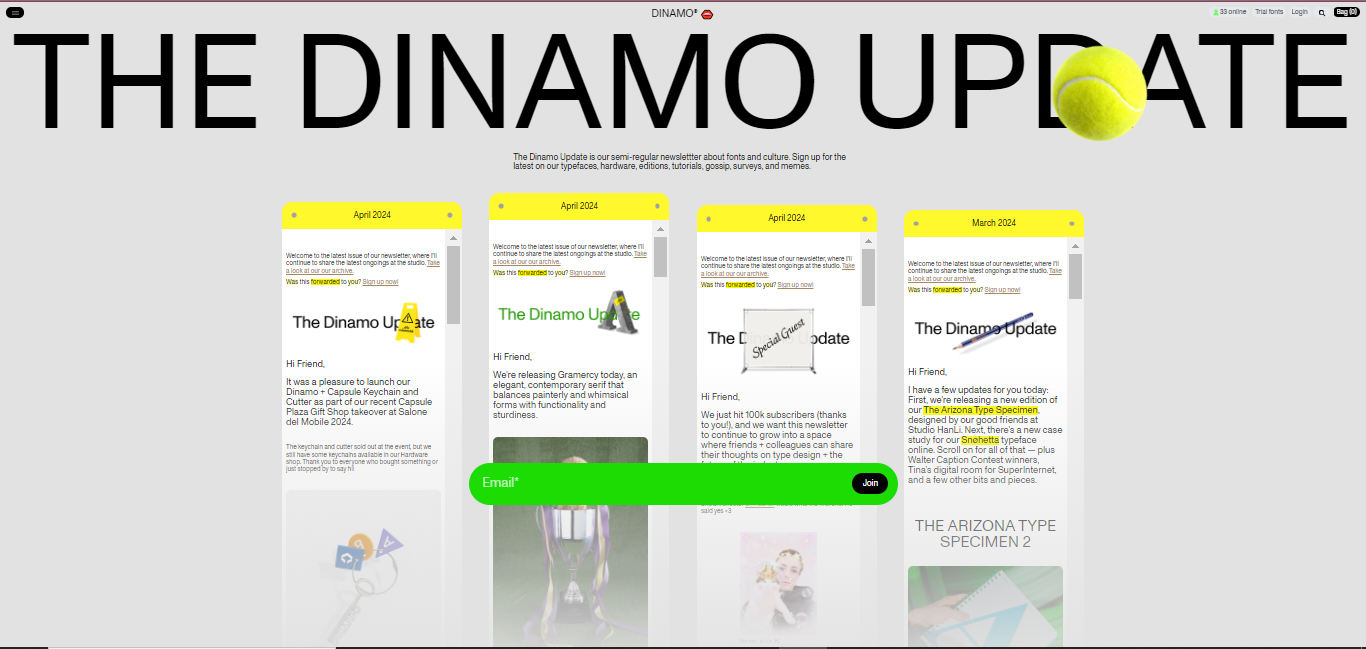 DINAMO®
33 online
Trial fonts
Login
Bag (0)
THE DINAMO UPDATE
The Dinamo Update is our semi-regular newslettter about fonts and culture. Sign up for the
latest on our typefaces, hardware, editions, tutorials, gossip, surveys, and memes.
April 2024
Welcome to the latest issue of our newsletter, where I'll
continue to share the latest ongoings at the studio. Take
a look at our our archive.
Was this forwarded to you? Sign up now!
The Dinamo Update
Hi Friend,
It was a pleasure to launch our
Dinamo + Capsule Keychain and
Cutter as part of our recent Capsule
Plaza Gift Shop takeover at Salone
del Mobile 2024.
The keychain and cutter sold out at the event, but we
still have some keychains available in our Hardware
shop. Thank you to everyone who bought something or
just stopped by to say hi!
April 2024
Welcome to the latest issue of our newsletter, where I'll
continue to share the latest ongoings at the studio. Take
a look at our our archive.
Was this forwarded to you? Sign up now!
The Dinamo Update
Hi Friend,
We're releasing Gramercy today, an
elegant, contemporary serif that
balances painterly and whimsical
forms with functionality and
sturdiness.
April 2024
Welcome to the latest issue of our newsletter, where I'll
continue to share the latest ongoings at the studio. Take
a look at our our archive.
Was this forwarded to you? Sign up now!
The D pdate
Special Guest
Hi Friend,
We just hit 100k subscribers (thanks
to you!), and we want this newsletter
to continue to grow into a space
where friends + colleagues can share
their thoughts on type design + the
said yes <3
March 2024
Welcome to the latest issue of our newsletter, where I'll
continue to share the latest ongoings at the studio. Take
a look at our our archive.
Was this forwarded to you? Sign up now!
The Dinamo Update
Hi Friend,
I have a few updates for you today:
First, we're releasing a new edition of
our The Arizona Type Specimen,
designed by our good friends at
Studio HanLi. Next, there's a new case
study for our Snøhetta typeface
online. Scroll on for all of that — plus
Walter Caption Contest winners,
Tina's digital room for SuperInternet,
and a few other bits and pieces.
THE ARIZONA TYPE
SPECIMEN 2
Email*
Join